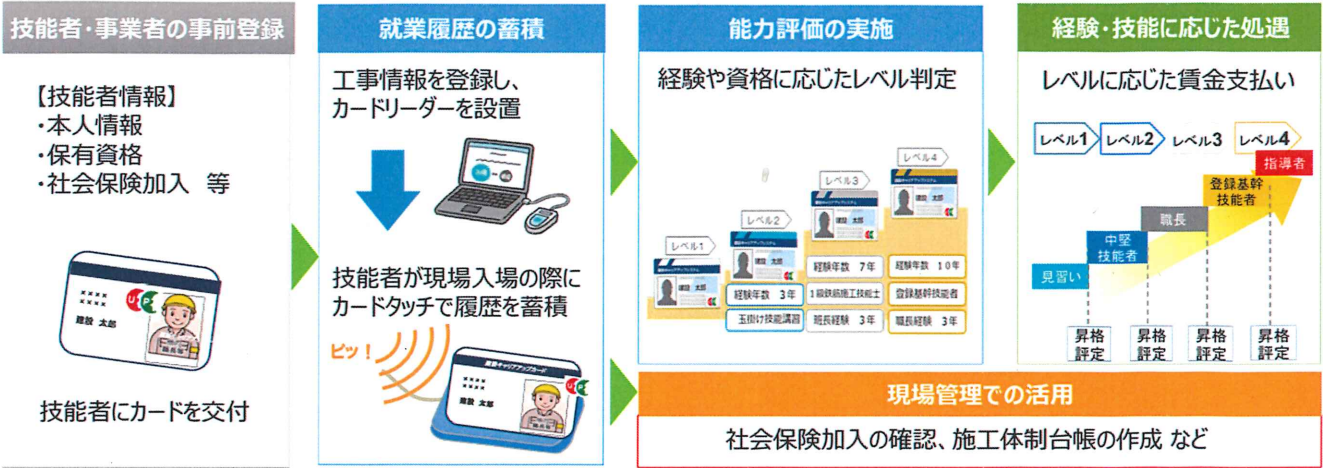 技能者・事業者の事前登録
【技能者情報】
・本人情報
・保有資格
・社会保険加入 等
建設 太郎
技能者にカードを交付
就業履歴の蓄積
工事情報を登録し、
カードリーダーを設置
技能者が現場入場の際に
カードタッチで履歴を蓄積
ピッ！
建設キャリアアップカード
建設 太郎
能力評価の実施
経験や資格に応じたレベル判定
レベル1
レベル2
レベル3
レベル4
建設 太郎
建設 太郎
建設 太郎
建設 太郎
経験年数 3年
玉掛け技能講習
経験年数 7年
1級鉄筋施工技能士
班長経験 3年
経験年数 10年
登録基幹技能者
職長経験 3年
経験・技能に応じた処遇
レベルに応じた賃金支払い
レベル1
レベル2
レベル3
レベル4
見習い
中堅
技能者
職長
登録基幹
技能者
指導者
昇格
評定
昇格
評定
昇格
評定
昇格
評定
現場管理での活用
社会保険加入の確認、施工体制台帳の作成 など